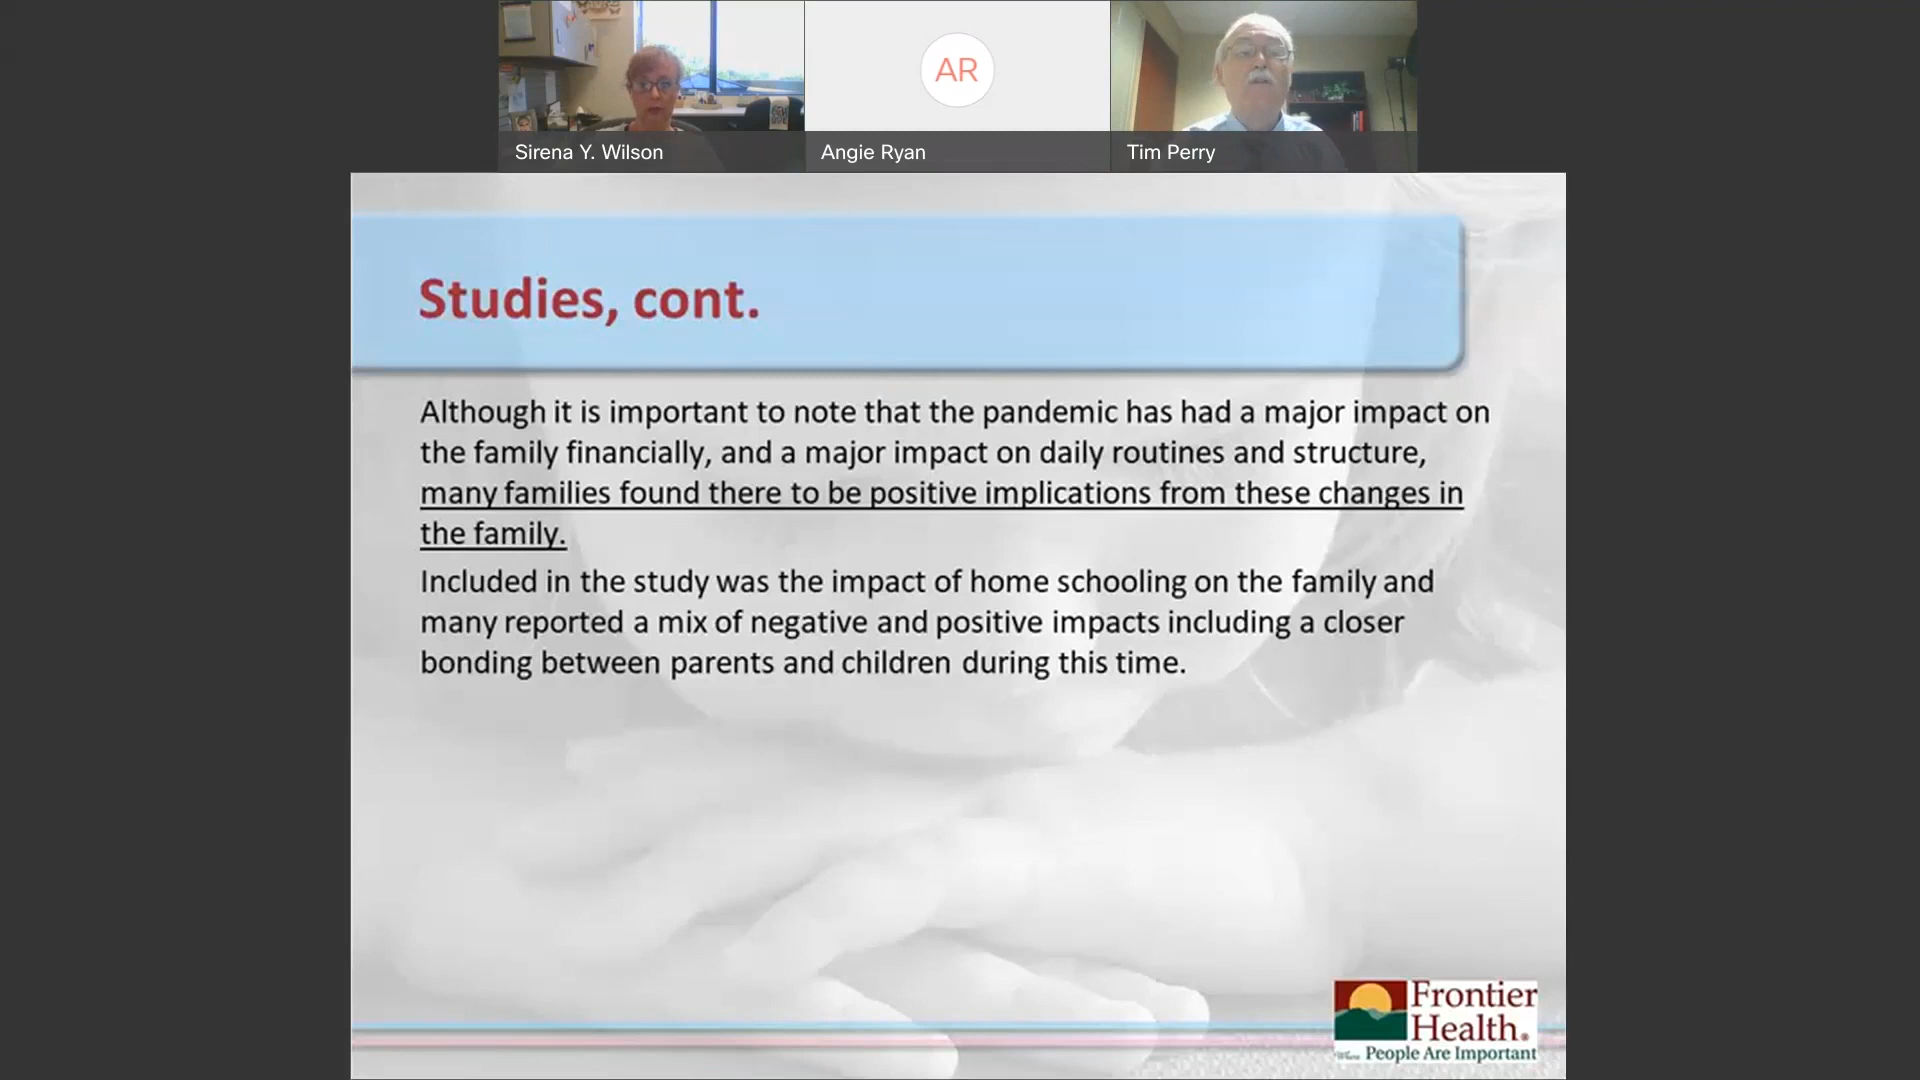 AR
Sirena Y. Wilson
Angie Ryan
Tim Perry
Studies, cont.
Although it is important to note that the pandemic has had a major impact on
the family financially, and a major impact on daily routines and structure,
many families found there to be positive implications from these changes in
the family.
Included in the study was the impact of home schooling on the family and
many reported a mix of negative and positive impacts including a closer
bonding between parents and children during this time.
Frontier
Health®
Where People Are Important